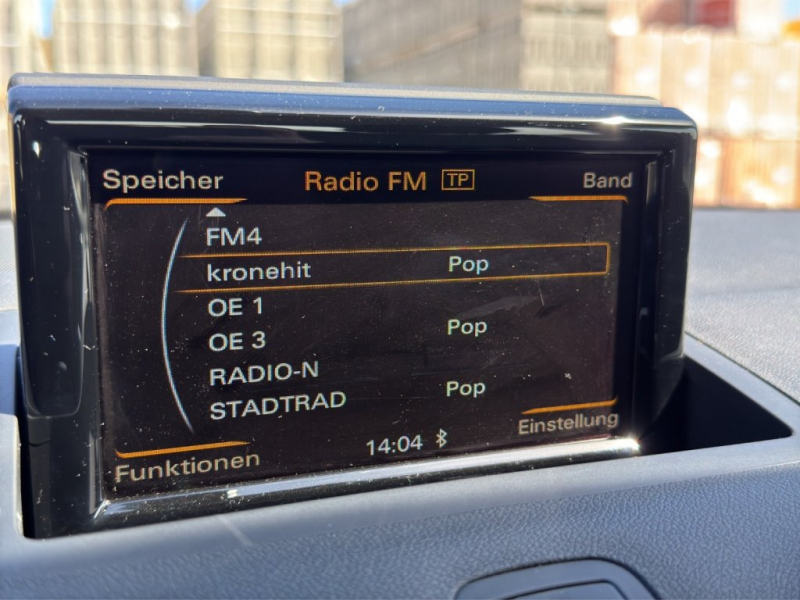 Speicher Radio FM TP Band
FM4
kronehit Pop
OE 1
OE 3 Pop
RADIO-N
STADTRAD Pop
Funktionen 14:04 Einstellung